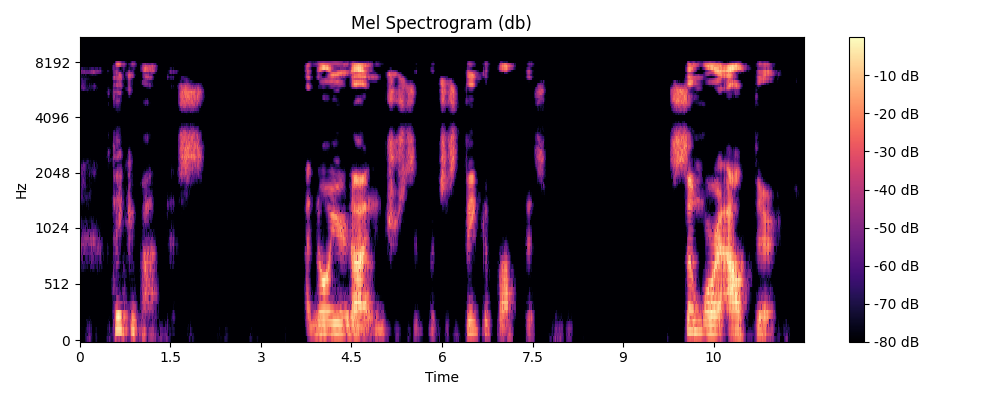 Mel Spectrogram (db)
8192
4096
2048
1024
512
0
Hz
0 1.5 3 4.5 6 7.5 9 10
Time
-10 dB
-20 dB
-30 dB
-40 dB
-50 dB
-60 dB
-70 dB
-80 dB